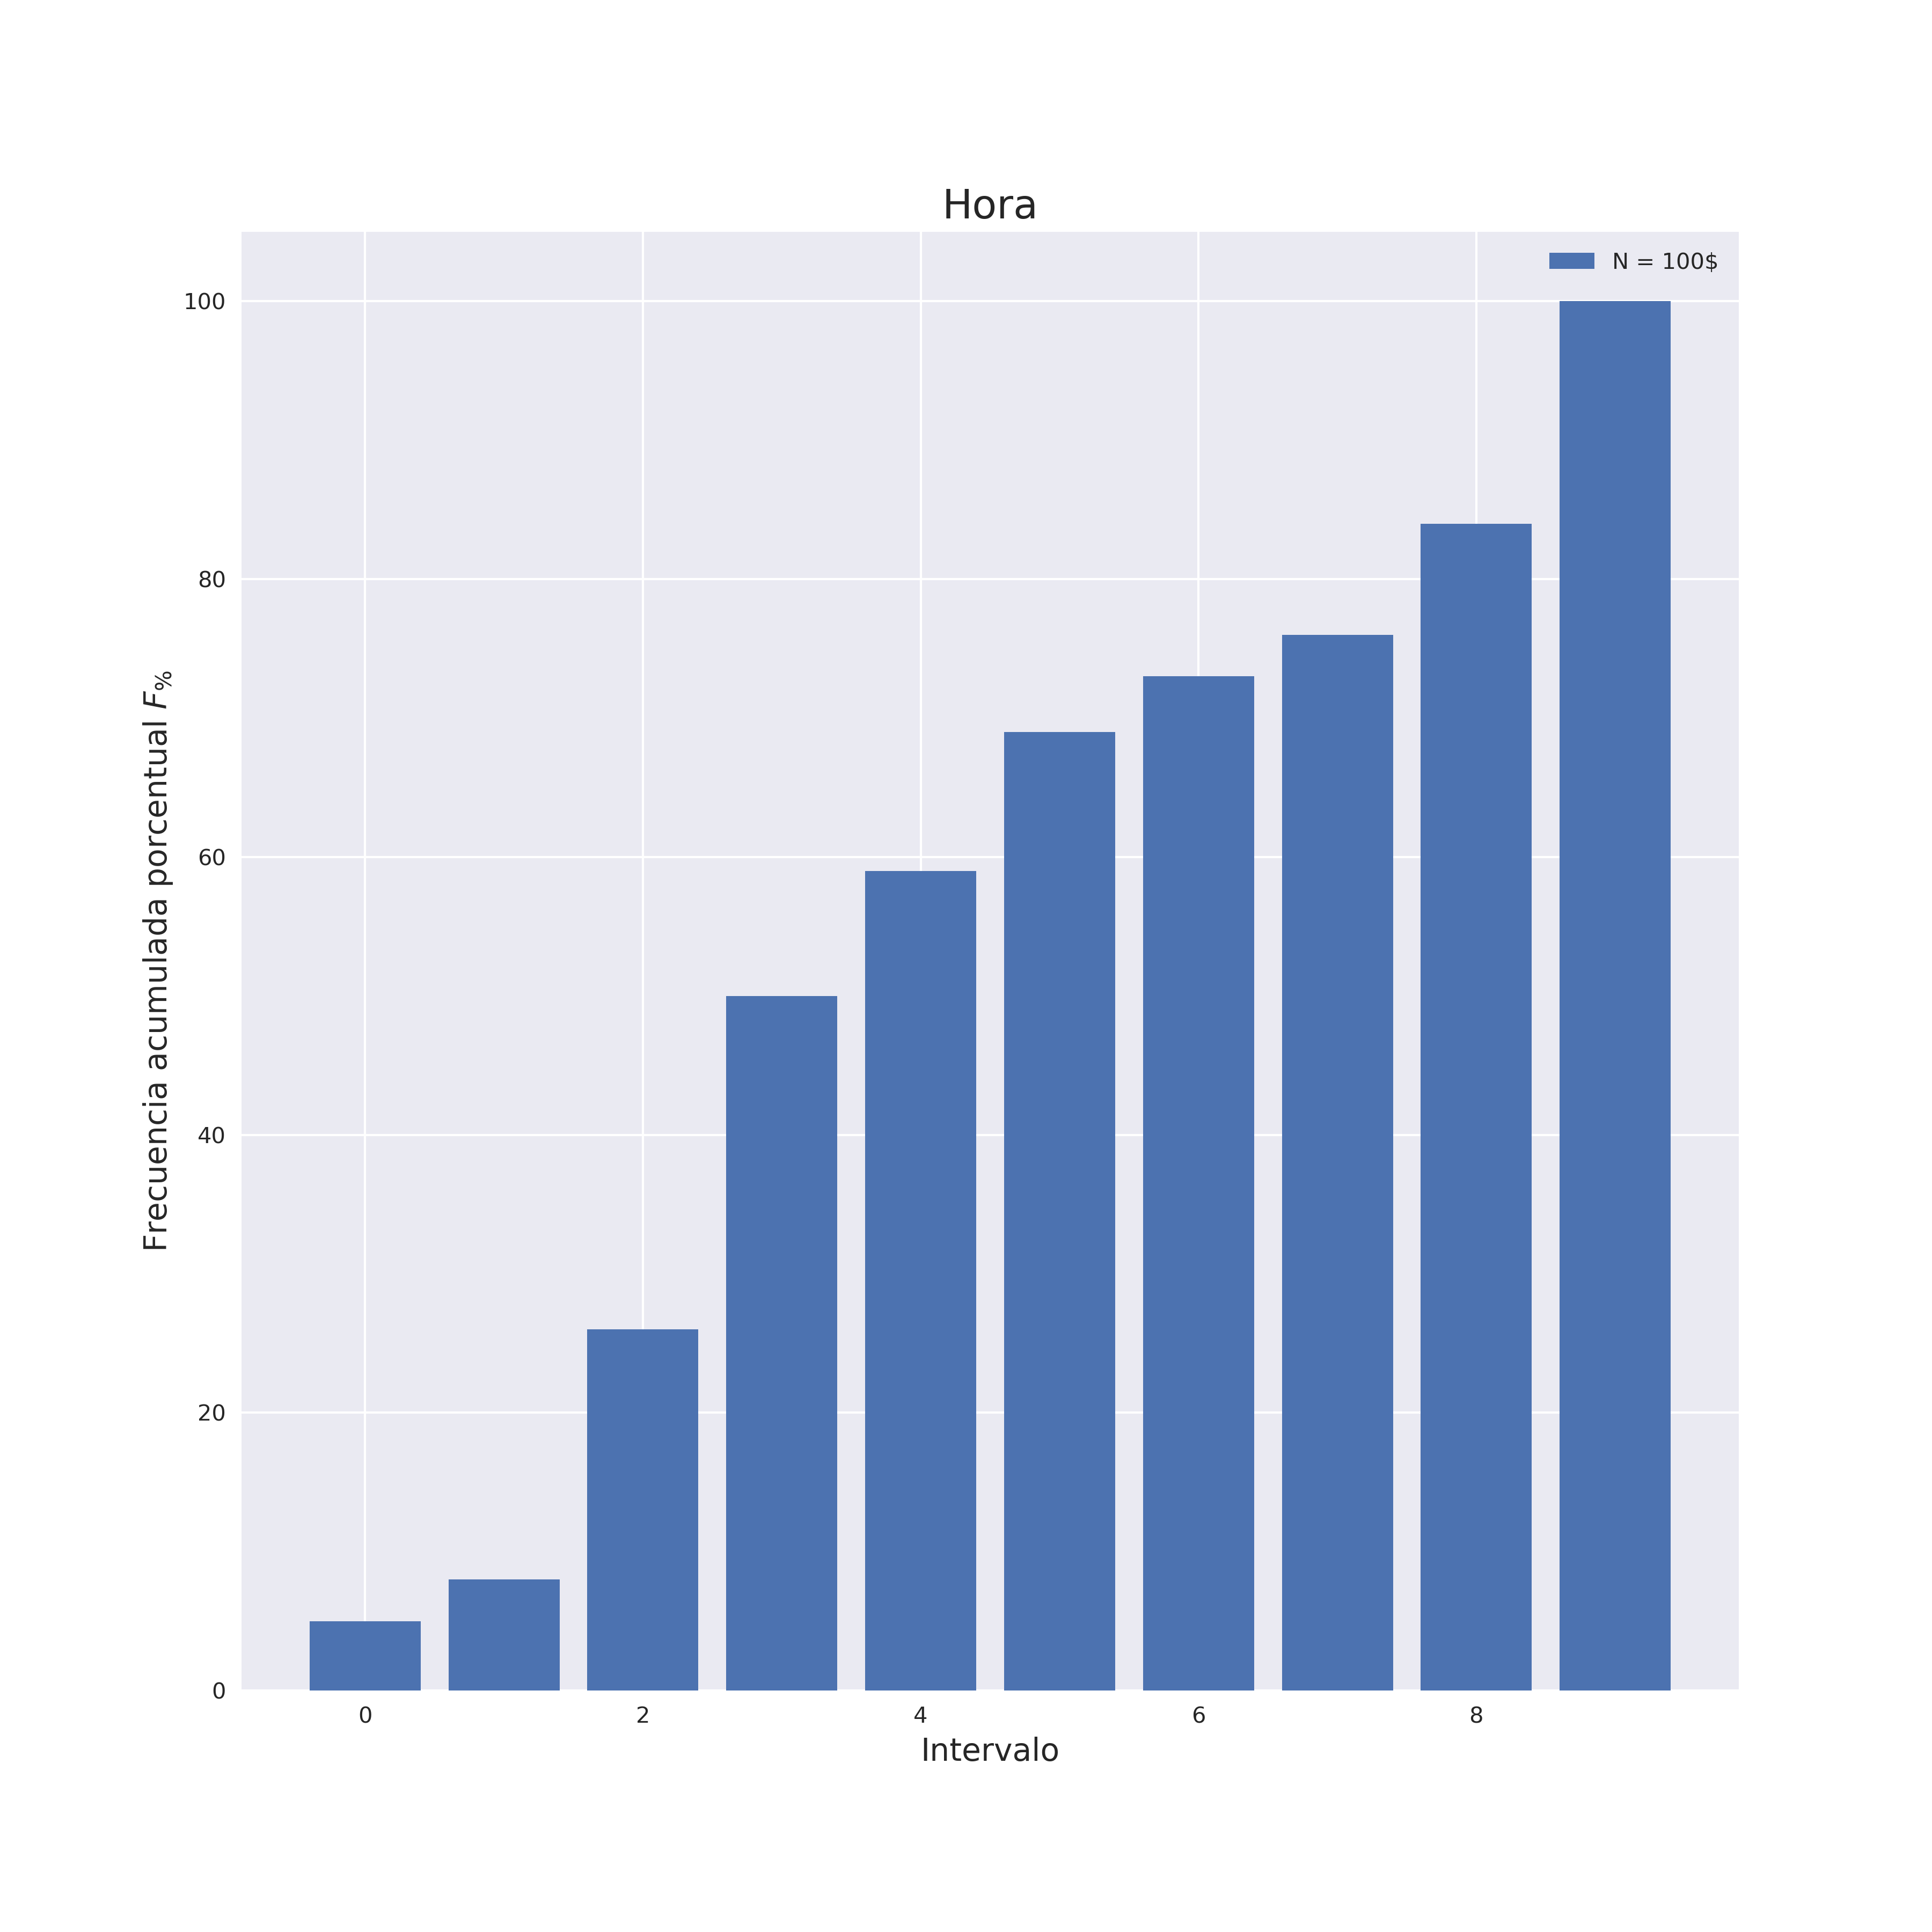 Hora
N = 100$
100
80
60
40
20
0
Frecuencia acumulada porcentual F%
0 2 4 6 8
Intervalo